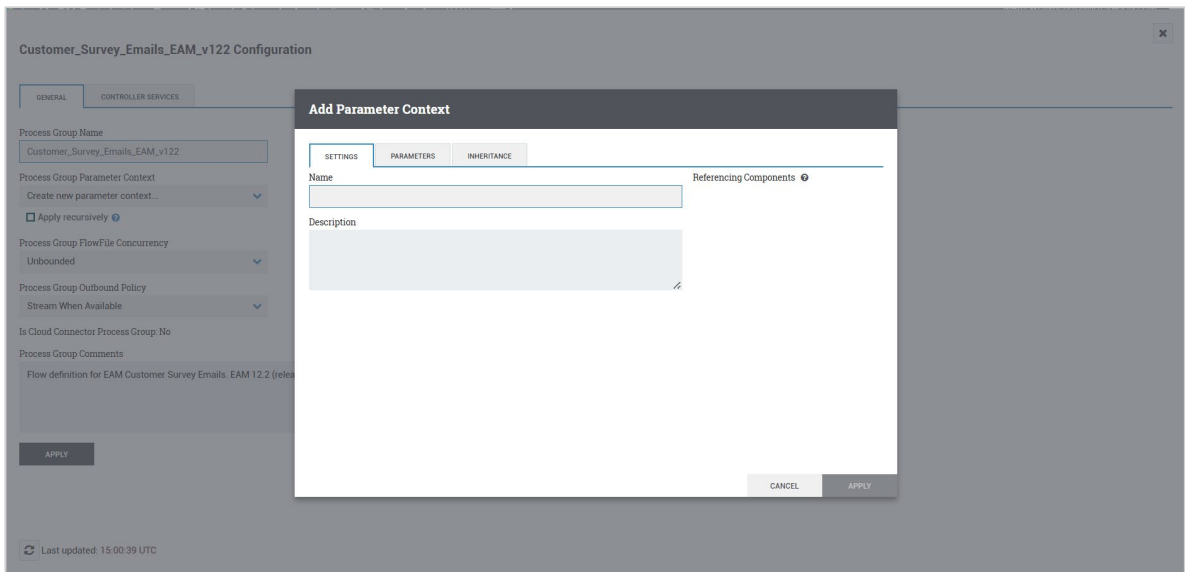 Customer_Survey_Emails_EAM_v122 Configuration
GENERAL
CONTROLLER SERVICES
Process Group Name
Customer_Survey_Emails_EAM_v122
Process Group Parameter Context
Create new parameter context...
Apply recursively
Process Group FlowFile Concurrency
Unbounded
Process Group Outbound Policy
Stream When Available
Is Cloud Connector Process Group: No
Process Group Comments
Flow definition for EAM Customer Survey Emails. EAM 12.2 (relea
APPLY
Last updated: 15:00:39 UTC
Add Parameter Context
SETTINGS
PARAMETERS
INHERITANCE
Name
Referencing Components
Description
CANCEL
APPLY